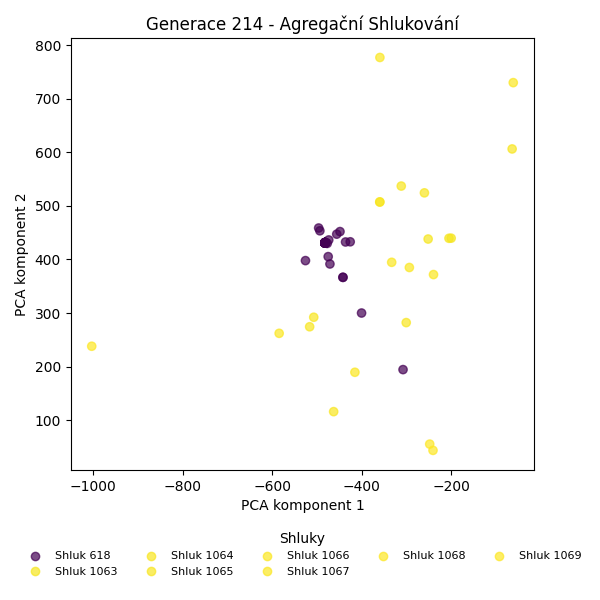 Generace 214 - Agregační Shlukování
800
700
600
500
400
300
200
100
PCA komponent 2
−1000 −800 −600 −400 −200
PCA komponent 1
Shluky
Shluk 618 Shluk 1064 Shluk 1066 Shluk 1068 Shluk 1069
Shluk 1063 Shluk 1065 Shluk 1067